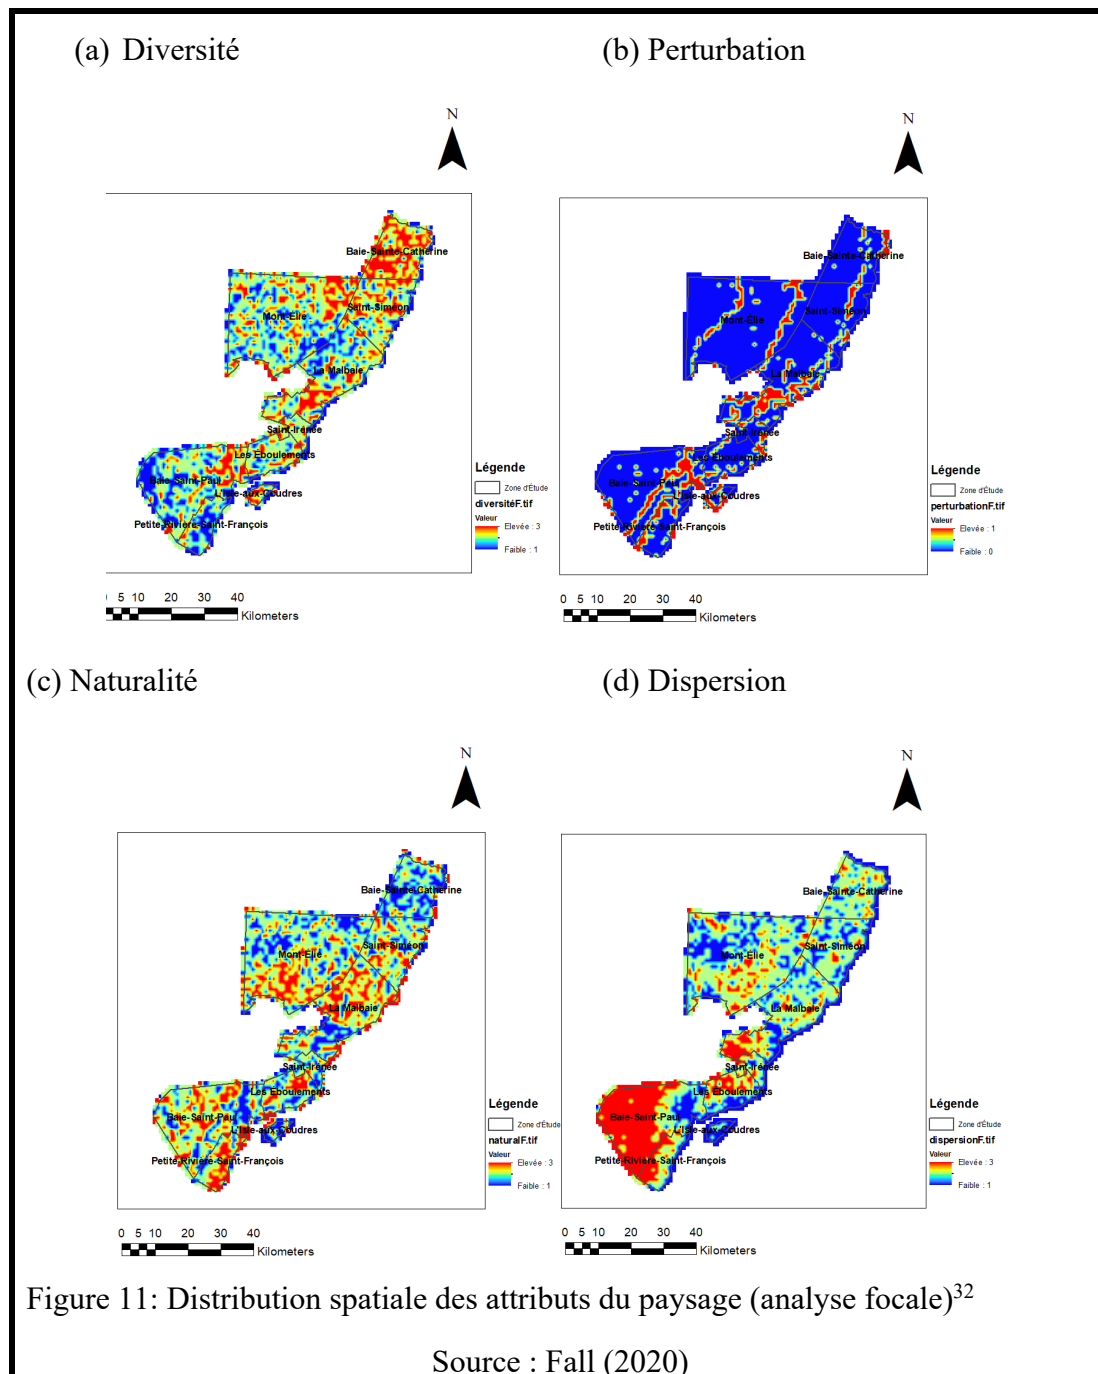 (a) Diversité
(b) Perturbation
N
N
Baie-Sainte-Catherine
Saint-Siméon
Mont-Élie
La Malbaie
Saint-Irénée
Les Éboulements
Baie-Saint-Paul
L'Isle-aux-Coudres
Petite-Rivière-Saint-François
Légende
Zone d'Étude
diversitéF.tif
Valeur
Elevée : 3
Faible : 1
0 5 10 20 30 40
Kilometers
Baie-Sainte-Catherine
Saint-Siméon
Mont-Élie
La Malbaie
Saint-Irénée
Les Éboulements
Baie-Saint-Paul
L'Isle-aux-Coudres
Petite-Rivière-Saint-François
Légende
Zone d'Étude
perturbationF.tif
Valeur
Elevée : 1
Faible : 0
0 5 10 20 30 40
Kilometers
(c) Naturalité
(d) Dispersion
N
N
Baie-Sainte-Catherine
Saint-Siméon
Mont-Élie
La Malbaie
Saint-Irénée
Les Éboulements
Baie-Saint-Paul
L'Isle-aux-Coudres
Petite-Rivière-Saint-François
Légende
Zone d'Étude
naturalF.tif
Valeur
Elevée : 3
Faible : 1
0 5 10 20 30 40
Kilometers
Baie-Sainte-Catherine
Saint-Siméon
Mont-Élie
La Malbaie
Saint-Irénée
Les Éboulements
Baie-Saint-Paul
L'Isle-aux-Coudres
Petite-Rivière-Saint-François
Légende
Zone d'Étude
dispersionF.tif
Valeur
Elevée : 3
Faible : 1
0 5 10 20 30 40
Kilometers
Figure 11: Distribution spatiale des attributs du paysage (analyse focale)32
Source : Fall (2020)